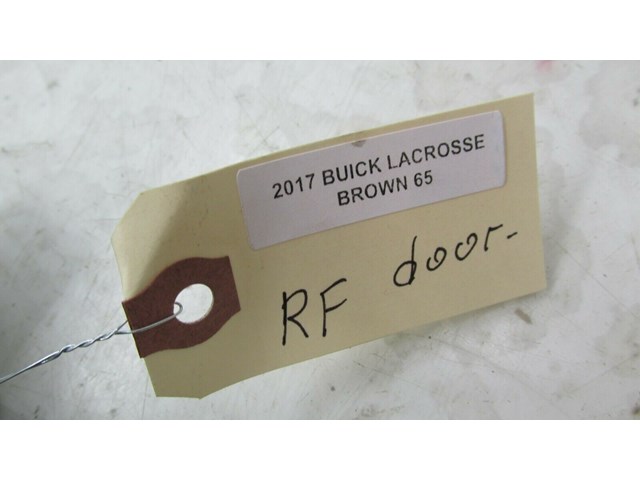 2017 BUICK LACROSSE
BROWN 65
RF door-